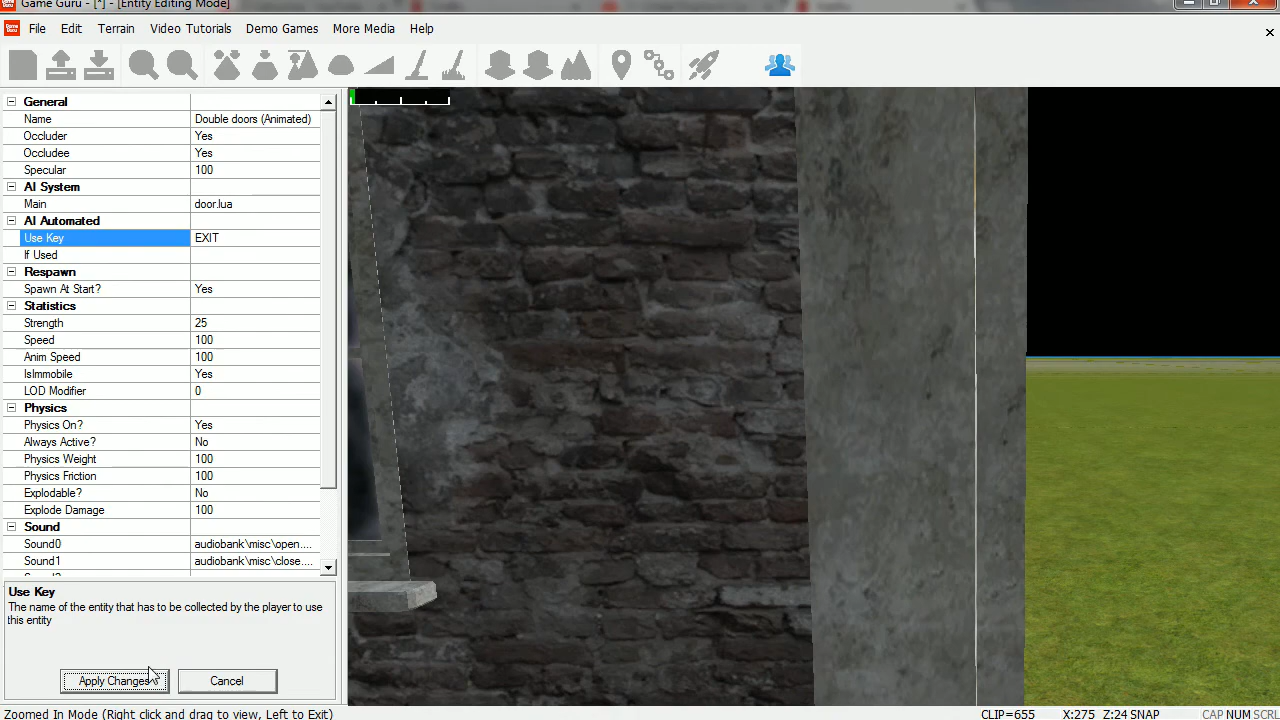 Game Guru - [*] - [Entity Editing Mode]
File Edit Terrain Video Tutorials Demo Games More Media Help
General
Name Double doors (Animated)
Occluder Yes
Occludee Yes
Specular 100
AI System
Main door.lua
AI Automated
Use Key EXIT
If Used
Respawn
Spawn At Start? Yes
Statistics
Strength 25
Speed 100
Anim Speed 100
IsImmobile Yes
LOD Modifier 0
Physics
Physics On? Yes
Always Active? No
Physics Weight 100
Physics Friction 100
Explodable? No
Explode Damage 100
Sound
Sound0 audiobank\misc\open....
Sound1 audiobank\misc\close....
Use Key
The name of the entity that has to be collected by the player to use
this entity
Apply Changes Cancel
Zoomed In Mode (Right click and drag to view, Left to Exit) CLIP=655 X:275 Z:24 SNAP CAP NUM SCRL